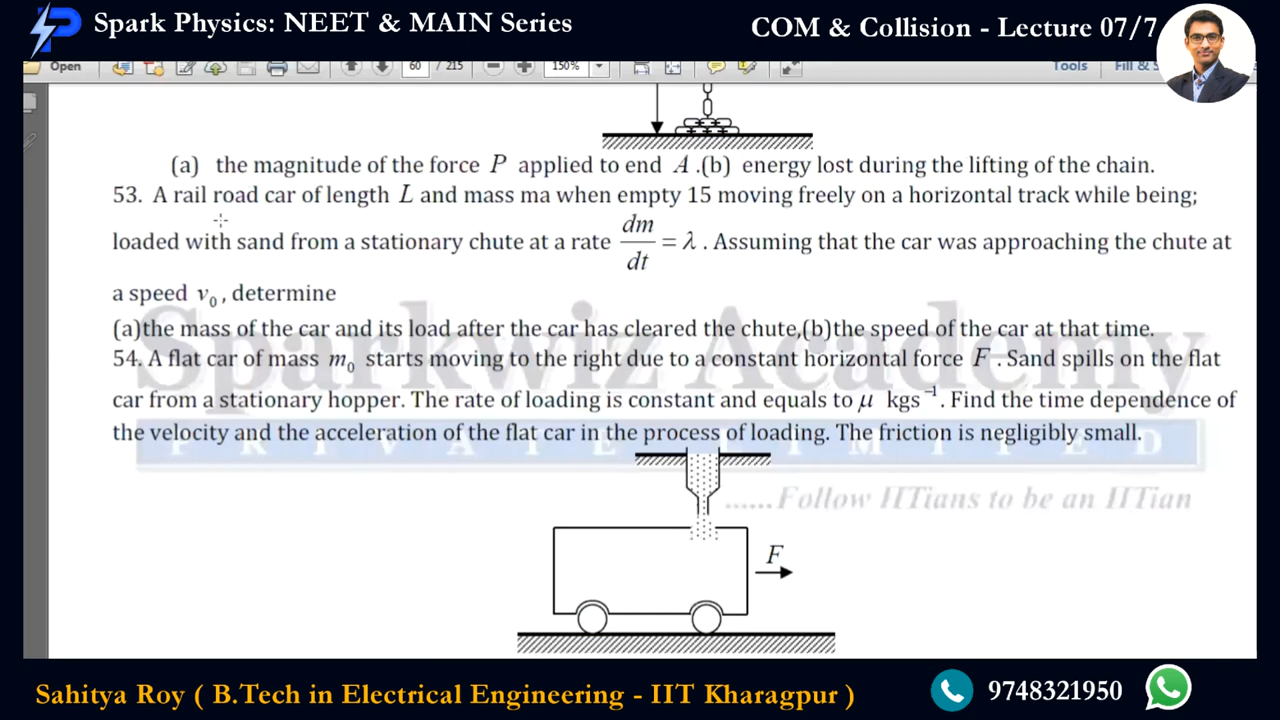 Spark Physics: NEET & MAIN Series
COM & Collision - Lecture 07/7
Open 60 / 215 150% Tools Fill & S
(a) the magnitude of the force P applied to end A .(b) energy lost during the lifting of the chain.
53. A rail road car of length L and mass ma when empty 15 moving freely on a horizontal track while being;
loaded with sand from a stationary chute at a rate dm/dt = λ . Assuming that the car was approaching the chute at
a speed v₀ , determine
(a)the mass of the car and its load after the car has cleared the chute,(b)the speed of the car at that time.
54. A flat car of mass m₀ starts moving to the right due to a constant horizontal force F . Sand spills on the flat
car from a stationary hopper. The rate of loading is constant and equals to μ kgs⁻¹. Find the time dependence of
the velocity and the acceleration of the flat car in the process of loading. The friction is negligibly small.
Sparkwiz Academy
PRIVATE LIMITED
......Follow IITians to be an IITian
F
Sahitya Roy ( B.Tech in Electrical Engineering - IIT Kharagpur )
9748321950